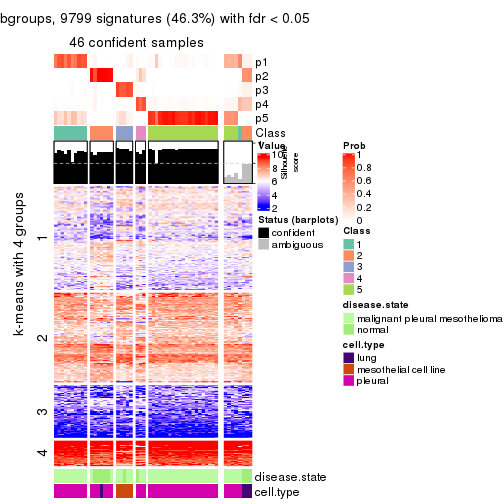 bgroups, 9799 signatures (46.3%) with fdr < 0.05
46 confident samples
p1
p2
p3
p4
p5
Class
Value
10
8
6
4
2
Silhouette
score
Prob
1
0.8
0.6
0.4
0.2
0
Status (barplots)
confident
ambiguous
Class
1
2
3
4
5
disease.state
malignant pleural mesothelioma
normal
cell.type
lung
mesothelial cell line
pleural
k-means with 4 groups
1
2
3
4
disease.state
cell.type